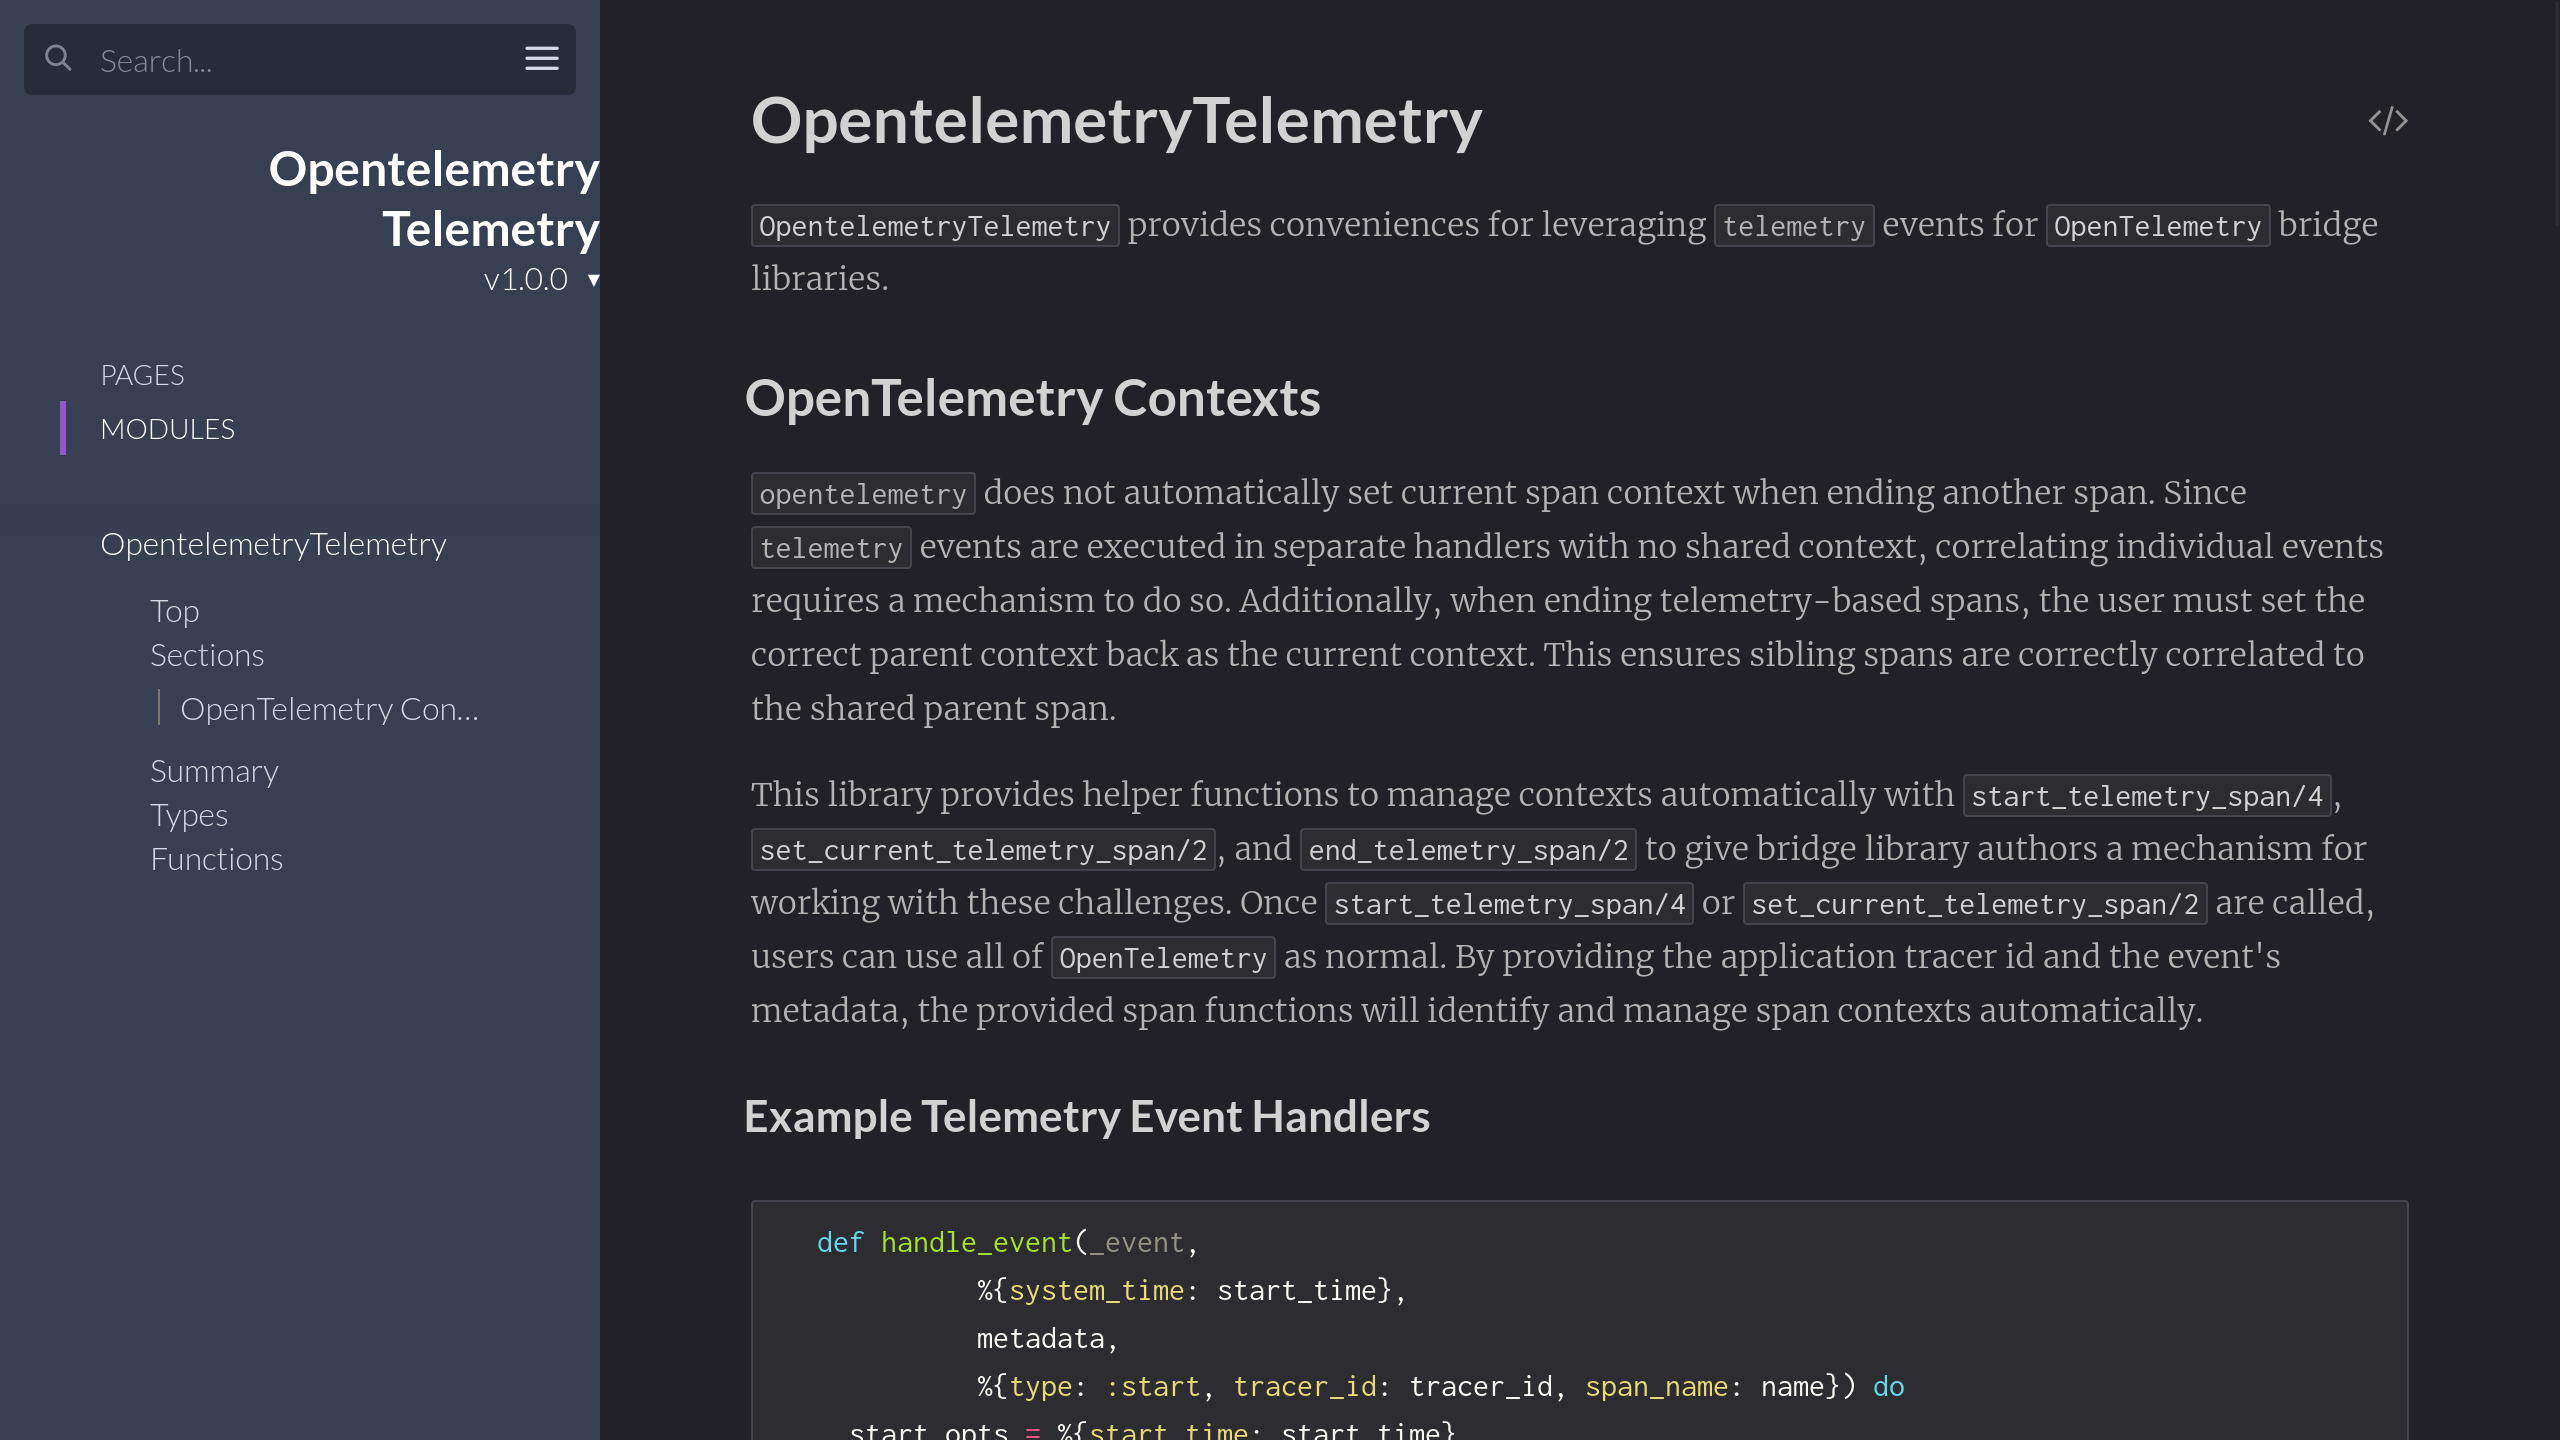 Search...
Opentelemetry
Telemetry
v1.0.0
PAGES
MODULES
OpentelemetryTelemetry
Top
Sections
OpenTelemetry Con...
Summary
Types
Functions
OpentelemetryTelemetry
OpentelemetryTelemetry provides conveniences for leveraging telemetry events for OpenTelemetry bridge
libraries.
OpenTelemetry Contexts
opentelemetry does not automatically set current span context when ending another span. Since
telemetry events are executed in separate handlers with no shared context, correlating individual events
requires a mechanism to do so. Additionally, when ending telemetry-based spans, the user must set the
correct parent context back as the current context. This ensures sibling spans are correctly correlated to
the shared parent span.
This library provides helper functions to manage contexts automatically with start_telemetry_span/4,
set_current_telemetry_span/2, and end_telemetry_span/2 to give bridge library authors a mechanism for
working with these challenges. Once start_telemetry_span/4 or set_current_telemetry_span/2 are called,
users can use all of OpenTelemetry as normal. By providing the application tracer id and the event's
metadata, the provided span functions will identify and manage span contexts automatically.
Example Telemetry Event Handlers
def handle_event(_event,
%{system_time: start_time},
metadata,
%{type: :start, tracer_id: tracer_id, span_name: name}) do
start_opts = %{start_time: start_time}